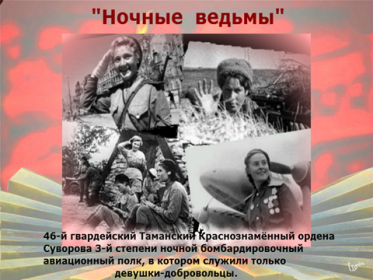 "Ночные ведьмы"
46-й гвардейский Таманский Краснознамённый ордена
Суворова 3-й степени ночной бомбардировочный
авиационный полк, в котором служили только
девушки-добровольцы.